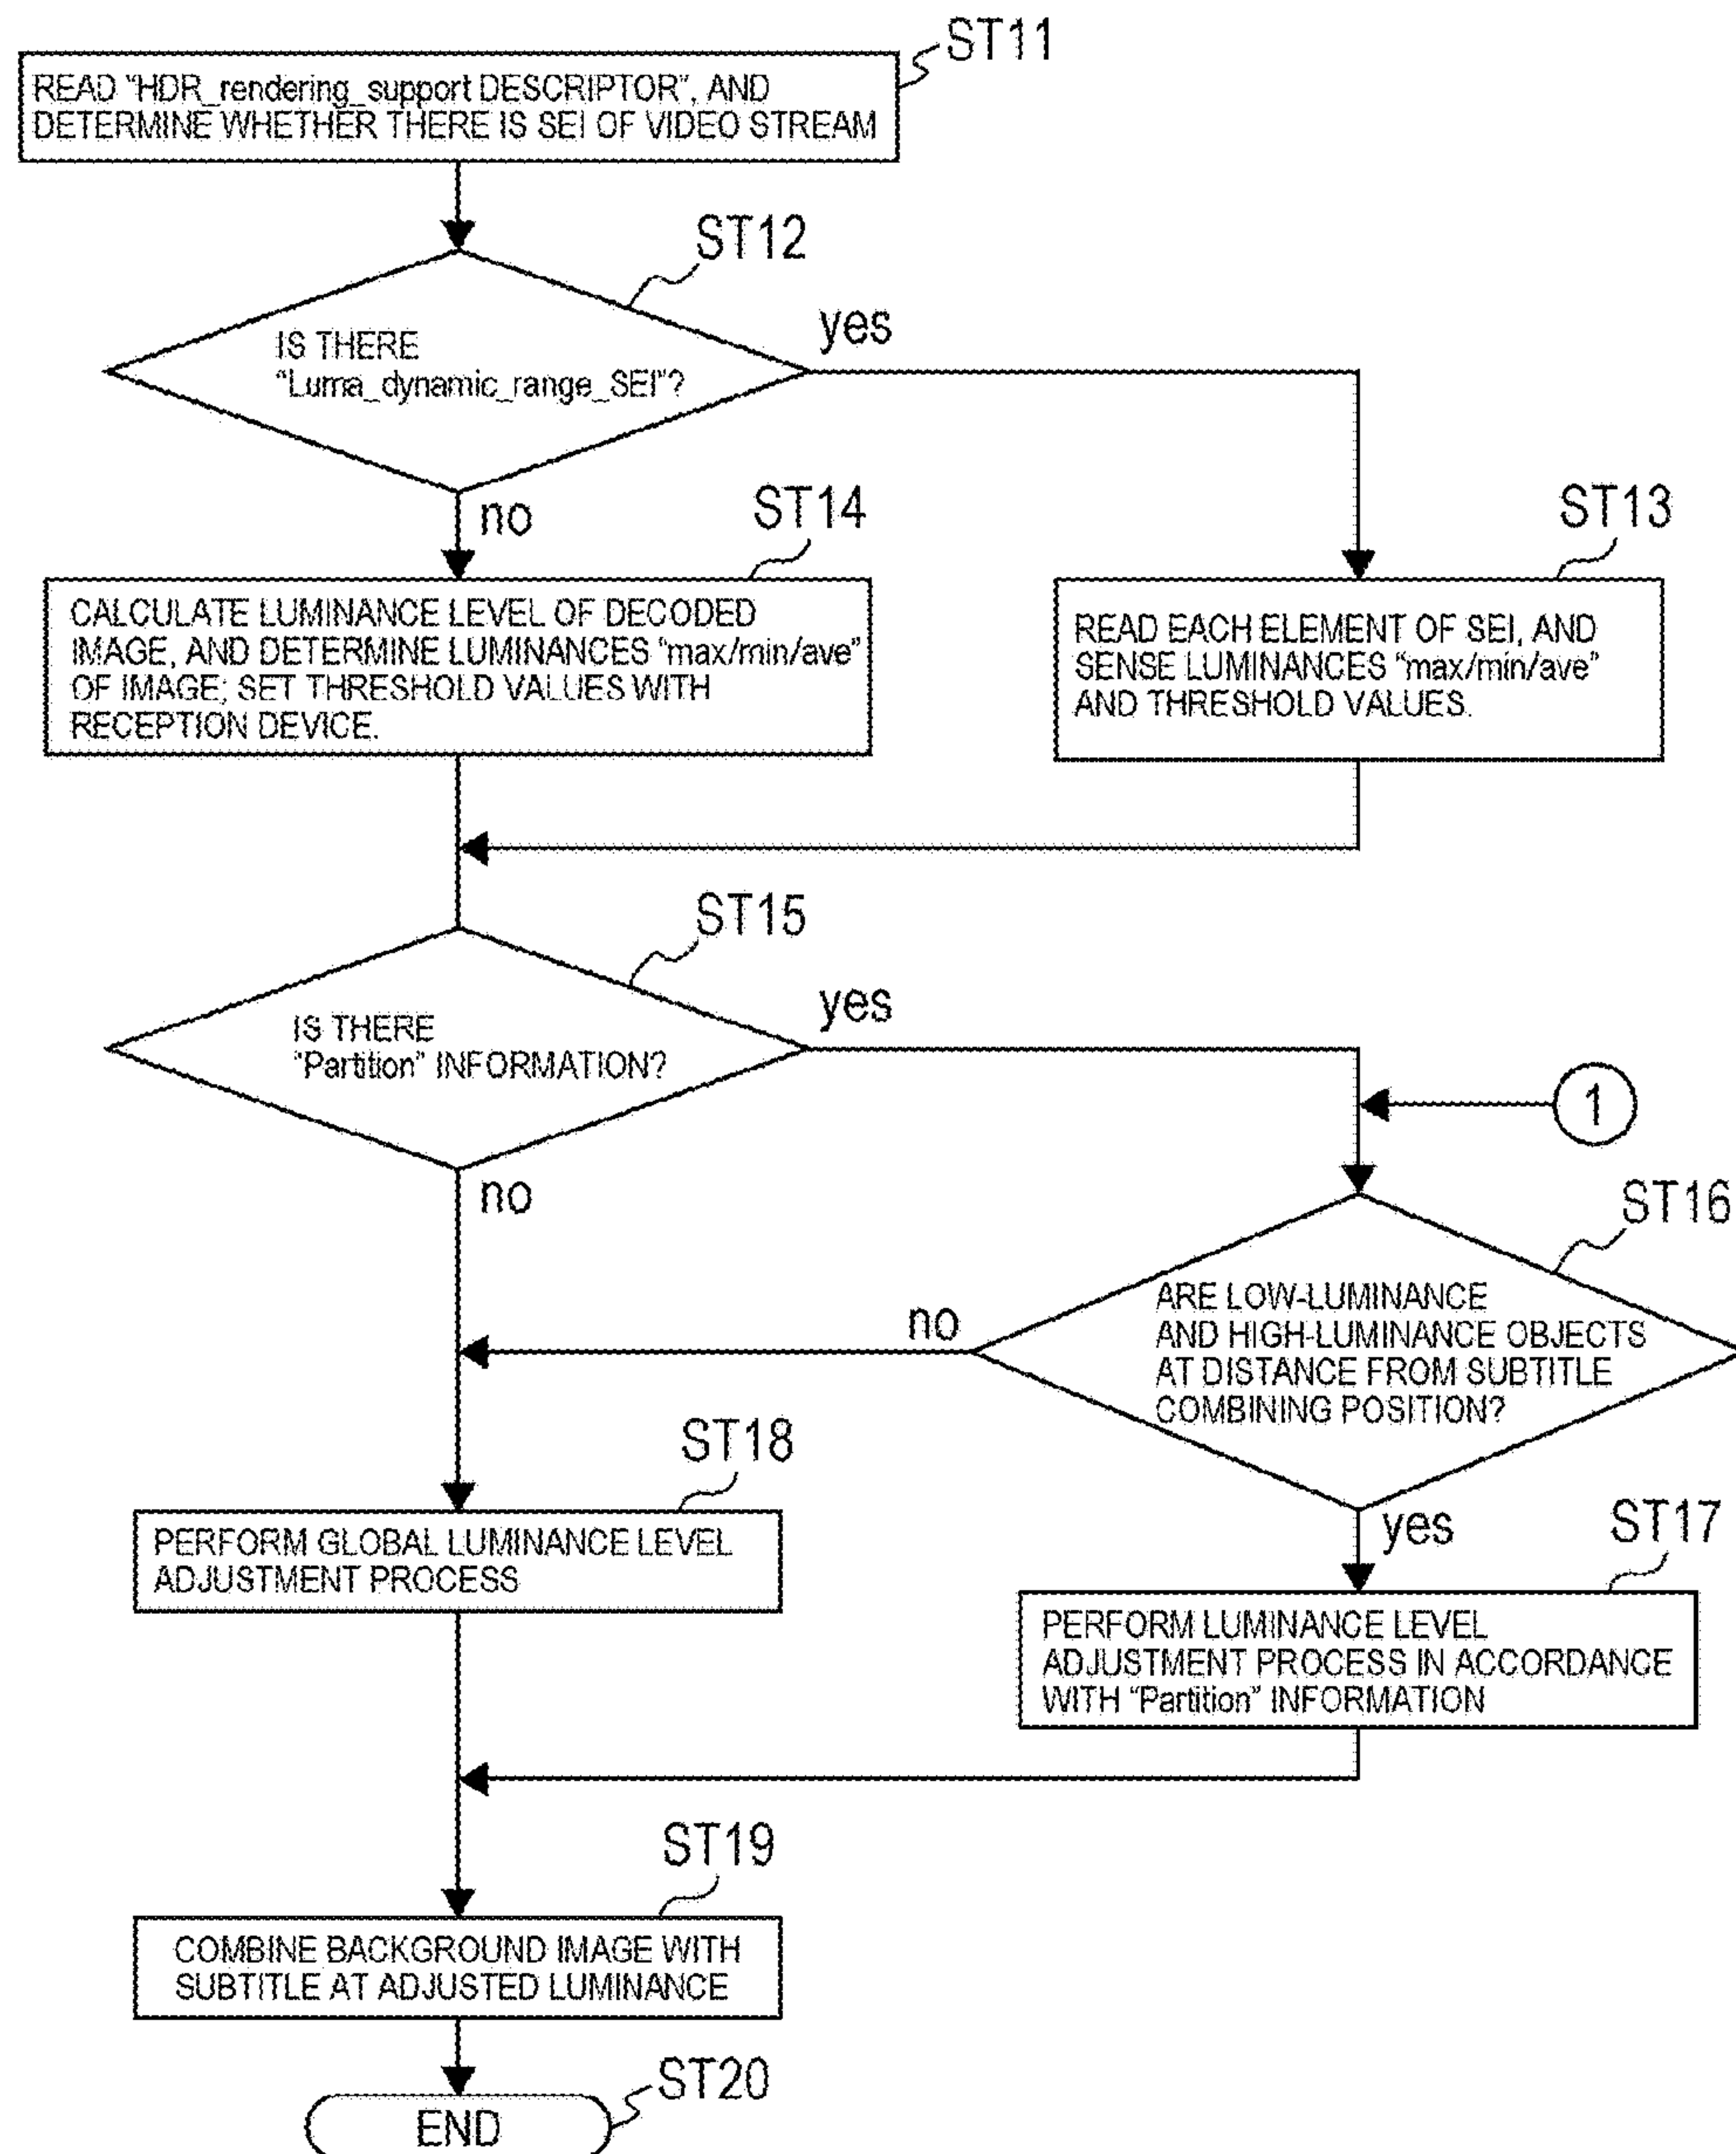 ST11
READ "HDR_rendering_support DESCRIPTOR", AND
DETERMINE WHETHER THERE IS SEI OF VIDEO STREAM
ST12
IS THERE
"Luma_dynamic_range_SEI"?
yes
no
ST14
CALCULATE LUMINANCE LEVEL OF DECODED
IMAGE, AND DETERMINE LUMINANCES "max/min/ave"
OF IMAGE; SET THRESHOLD VALUES WITH
RECEPTION DEVICE.
ST13
READ EACH ELEMENT OF SEI, AND
SENSE LUMINANCES "max/min/ave"
AND THRESHOLD VALUES.
ST15
IS THERE
"Partition" INFORMATION?
yes
no
1
ST16
ARE LOW-LUMINANCE
AND HIGH-LUMINANCE OBJECTS
AT DISTANCE FROM SUBTITLE
COMBINING POSITION?
no
yes
ST18
PERFORM GLOBAL LUMINANCE LEVEL
ADJUSTMENT PROCESS
ST17
PERFORM LUMINANCE LEVEL
ADJUSTMENT PROCESS IN ACCORDANCE
WITH "Partition" INFORMATION
ST19
COMBINE BACKGROUND IMAGE WITH
SUBTITLE AT ADJUSTED LUMINANCE
ST20
END